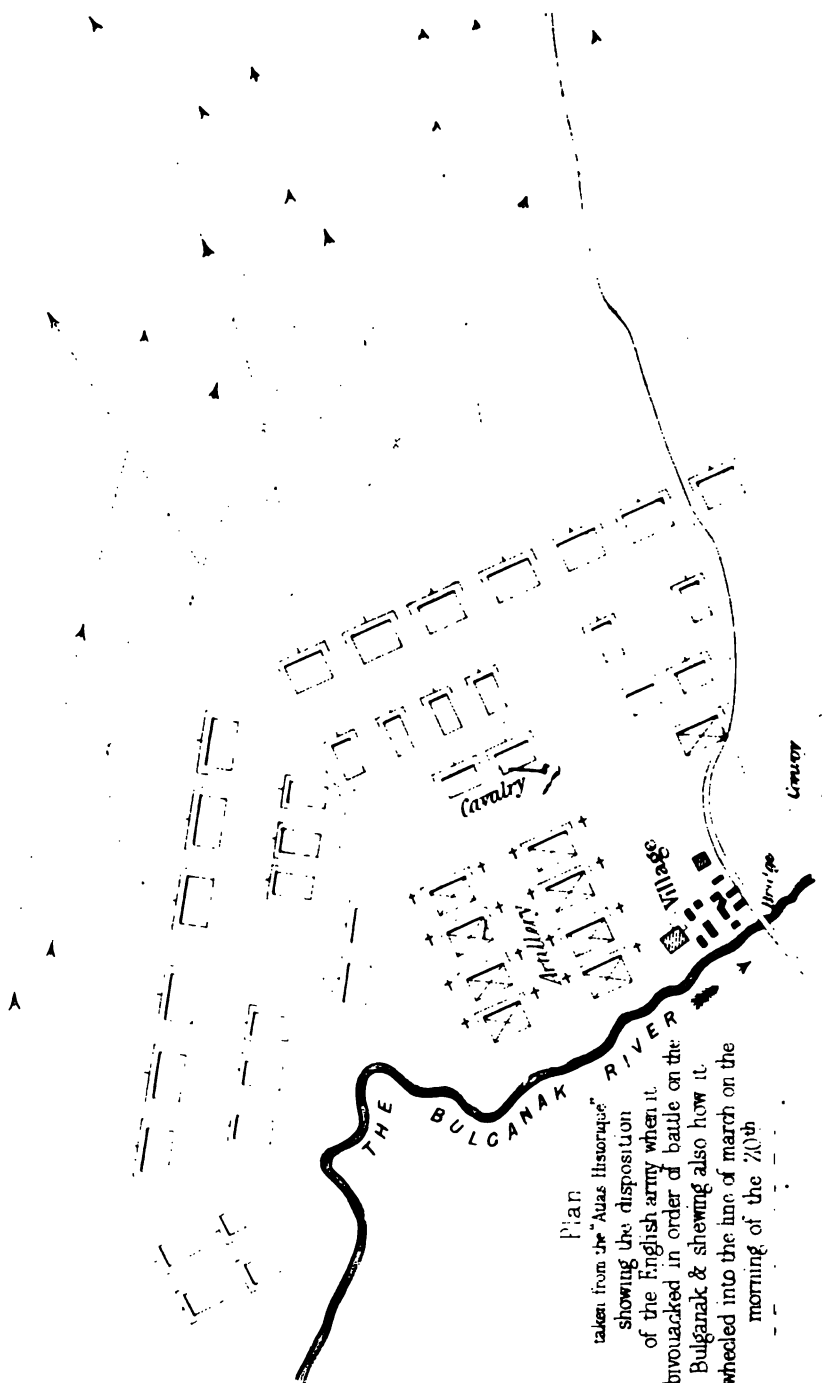 Plan
taken from the "Atlas Historique"
showing the disposition
of the English army when it
bivouacked in order of battle on the
Bulganak & shewing also how it
wheeled into the line of march on the
morning of the 20th
THE BULGANAK RIVER
Village
Artillery
Cavalry
Bridge